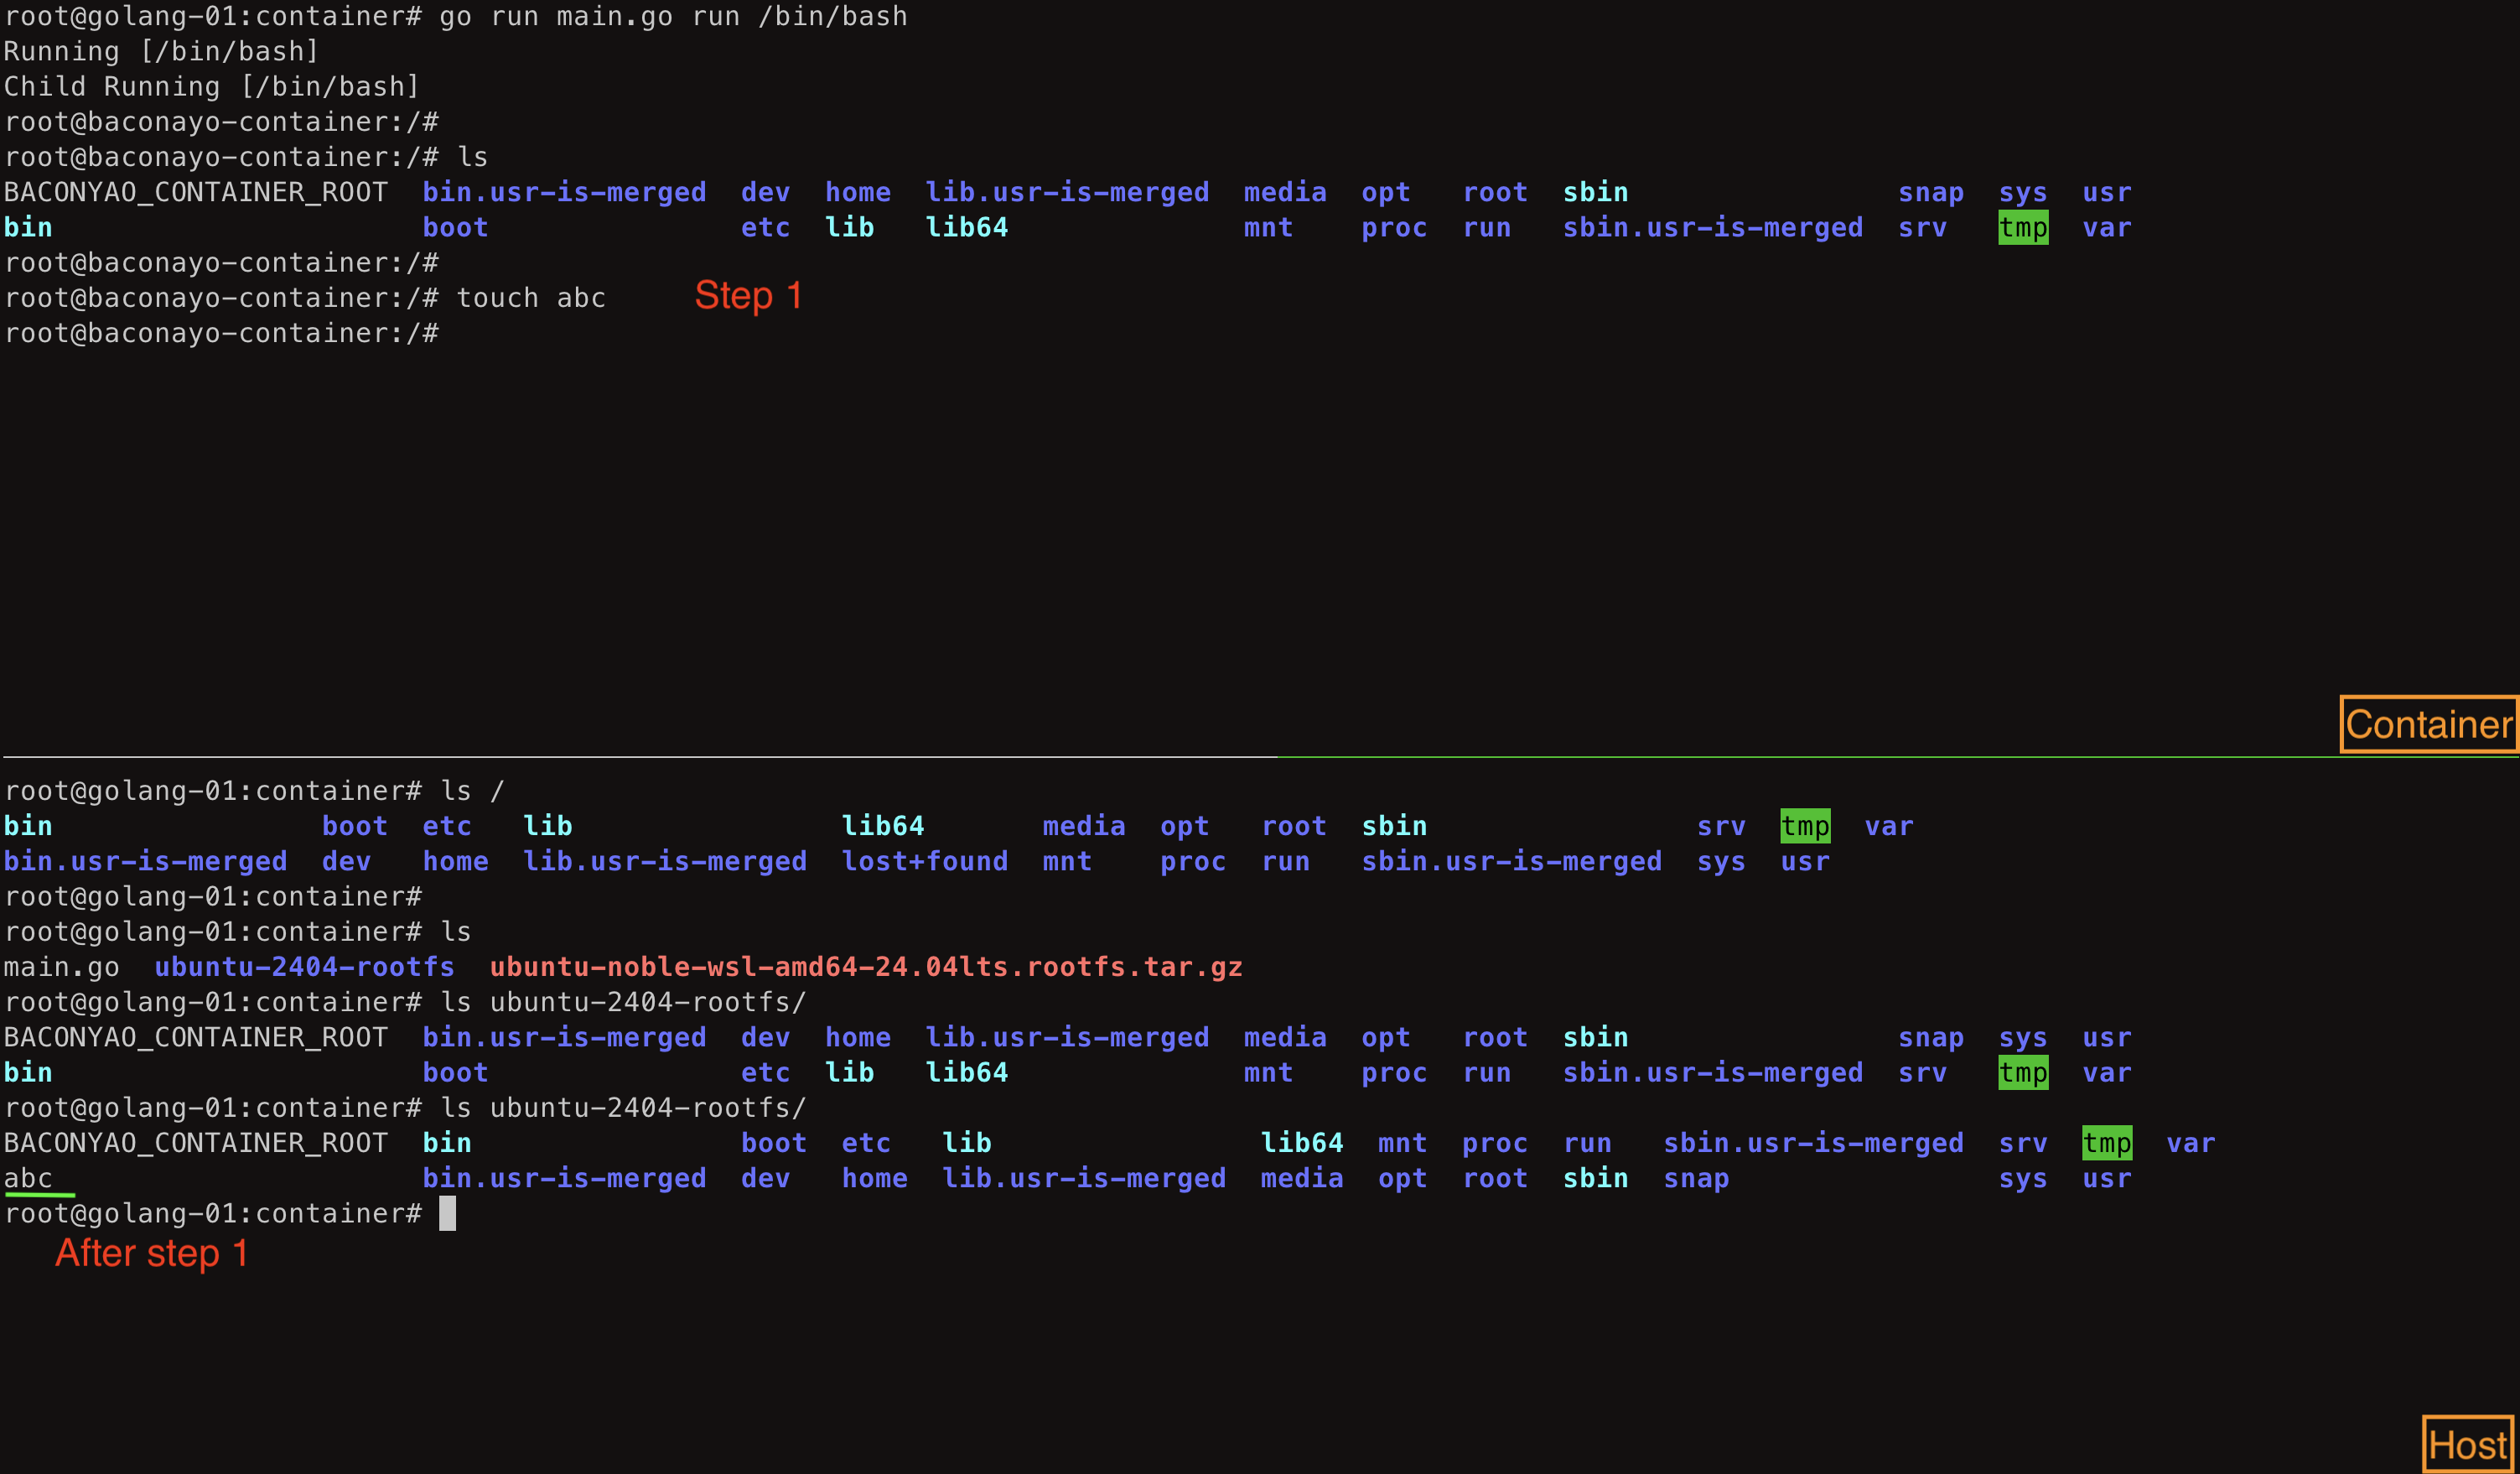 root@golang-01:container# go run main.go run /bin/bash
Running [/bin/bash]
Child Running [/bin/bash]
root@baconayo-container:/#
root@baconayo-container:/# ls
BACONYAO_CONTAINER_ROOT  bin.usr-is-merged  dev  home  lib.usr-is-merged  media  opt  root  sbin  snap  sys  usr
bin  boot  etc  lib  lib64  mnt  proc  run  sbin.usr-is-merged  srv  tmp  var
root@baconayo-container:/#
root@baconayo-container:/# touch abc  Step 1
root@baconayo-container:/#
Container
root@golang-01:container# ls /
bin  boot  etc  lib  lib64  media  opt  root  sbin  srv  tmp  var
bin.usr-is-merged  dev  home  lib.usr-is-merged  lost+found  mnt  proc  run  sbin.usr-is-merged  sys  usr
root@golang-01:container#
root@golang-01:container# ls
main.go  ubuntu-2404-rootfs  ubuntu-noble-wsl-amd64-24.04lts.rootfs.tar.gz
root@golang-01:container# ls ubuntu-2404-rootfs/
BACONYAO_CONTAINER_ROOT  bin.usr-is-merged  dev  home  lib.usr-is-merged  media  opt  root  sbin  snap  sys  usr
bin  boot  etc  lib  lib64  mnt  proc  run  sbin.usr-is-merged  srv  tmp  var
root@golang-01:container# ls ubuntu-2404-rootfs/
BACONYAO_CONTAINER_ROOT  bin  boot  etc  lib  lib64  mnt  proc  run  sbin.usr-is-merged  srv  tmp  var
abc  bin.usr-is-merged  dev  home  lib.usr-is-merged  media  opt  root  sbin  snap  sys  usr
root@golang-01:container#
After step 1
Host